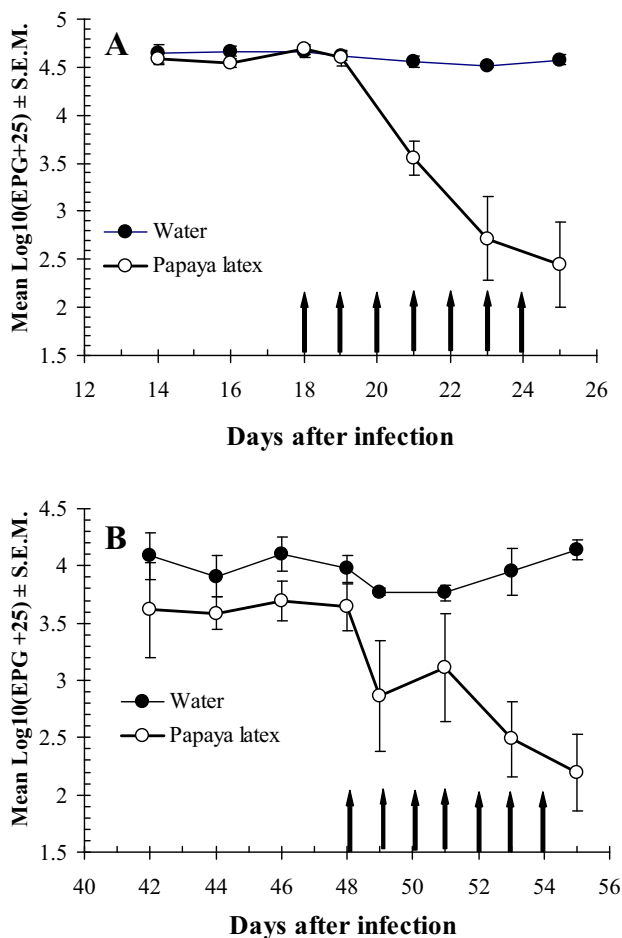 A
Mean Log10(EPG+25) ± S.E.M.
5
4.5
4
3.5
3
2.5
2
1.5
Water
Papaya latex
12 14 16 18 20 22 24 26
Days after infection
B
Mean Log10(EPG +25) ± S.E.M.
4.5
4
3.5
3
2.5
2
1.5
Water
Papaya latex
40 42 44 46 48 50 52 54 56
Days after infection